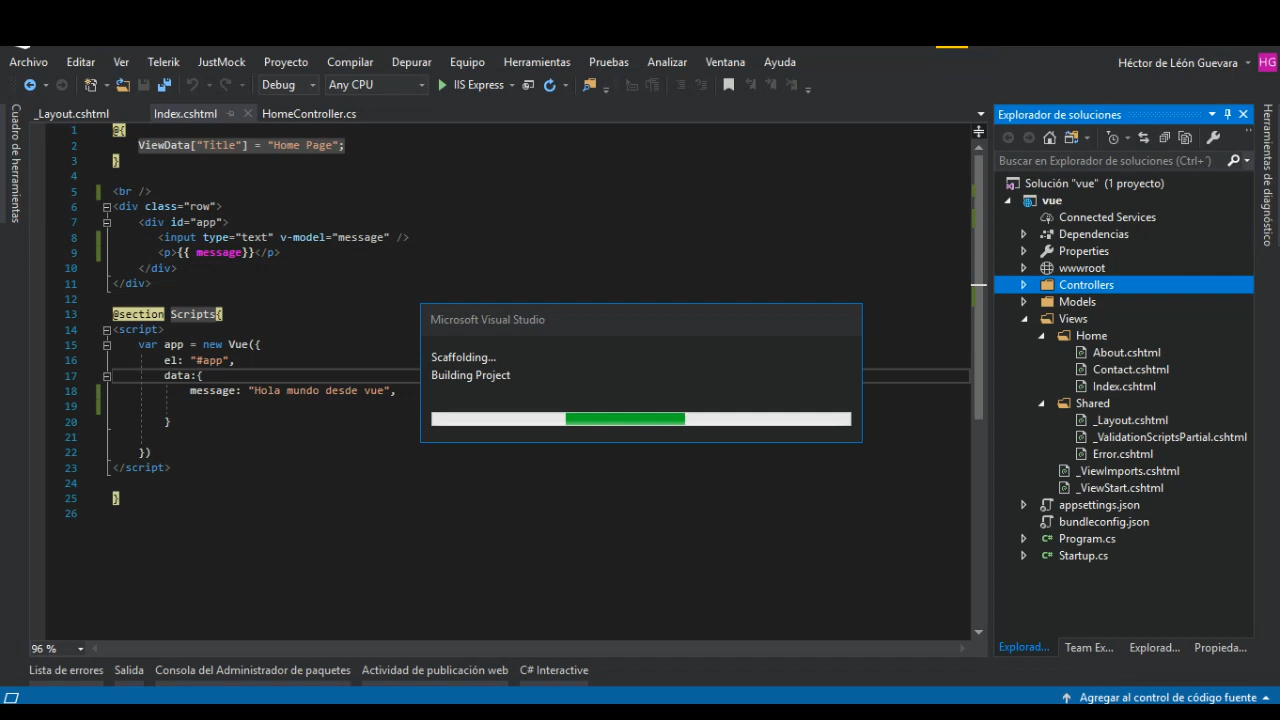 Archivo Editar Ver Telerik JustMock Proyecto Compilar Depurar Equipo Herramientas Pruebas Analizar Ventana Ayuda Héctor de León Guevara HG
Debug Any CPU IIS Express
_Layout.cshtml Index.cshtml HomeController.cs
Cuadro de herramientas
1 @{
2 ViewData["Title"] = "Home Page";
3 }
4
5 <br />
6 <div class="row">
7 <div id="app">
8 <input type="text" v-model="message" />
9 <p>{{ message}}</p>
10 </div>
11 </div>
12
13 @section Scripts{
14 <script>
15 var app = new Vue({
16 el: "#app",
17 data:{
18 message: "Hola mundo desde vue",
19
20 }
21
22 })
23 </script>
24
25 }
26
Microsoft Visual Studio
Scaffolding...
Building Project
96 %
Explorador de soluciones
Buscar en Explorador de soluciones (Ctrl+´)
Solución "vue" (1 proyecto)
vue
Connected Services
Dependencias
Properties
wwwroot
Controllers
Models
Views
Home
About.cshtml
Contact.cshtml
Index.cshtml
Shared
_Layout.cshtml
_ValidationScriptsPartial.cshtml
Error.cshtml
_ViewImports.cshtml
_ViewStart.cshtml
appsettings.json
bundleconfig.json
C# Program.cs
C# Startup.cs
Explorad... Team Ex... Explorad... Propieda...
Herramientas de diagnóstico
Lista de errores Salida Consola del Administrador de paquetes Actividad de publicación web C# Interactive
Agregar al control de código fuente